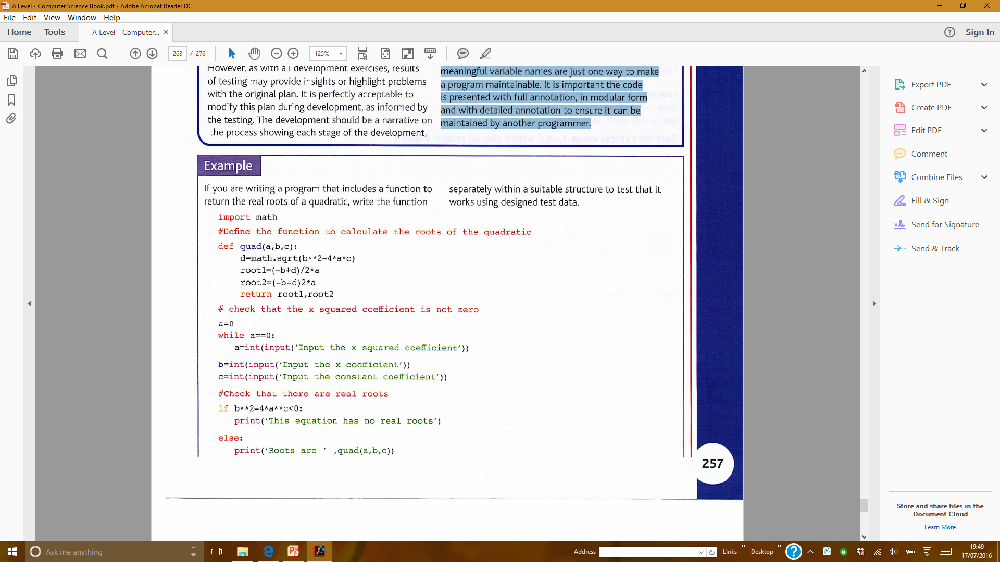 A Level - Computer Science Book.pdf - Adobe Acrobat Reader DC
File Edit View Window Help
Home Tools A Level - Computer... × Sign In
263 / 276 125%
However, as with all development exercises, results
of testing may provide insights or highlight problems
with the original plan. It is perfectly acceptable to
modify this plan during development, as informed by
the testing. The development should be a narrative on
the process showing each stage of the development,
meaningful variable names are just one way to make
a program maintainable. It is important the code
is presented with full annotation, in modular form
and with detailed annotation to ensure it can be
maintained by another programmer.
Example
If you are writing a program that includes a function to
return the real roots of a quadratic, write the function
separately within a suitable structure to test that it
works using designed test data.
import math
#Define the function to calculate the roots of the quadratic
def quad(a,b,c):
d=math.sqrt(b**2-4*a*c)
root1=(-b+d)/2*a
root2=(-b-d)2*a
return root1,root2
# check that the x squared coefficient is not zero
a=0
while a==0:
a=int(input(‘Input the x squared coefficient’))
b=int(input(‘Input the x coefficient’))
c=int(input(‘Input the constant coefficient’))
#Check that there are real roots
if b**2-4*a**c<0:
print(‘This equation has no real roots’)
else:
print(‘Roots are ’ ,quad(a,b,c))
257
Export PDF
Create PDF
Edit PDF
Comment
Combine Files
Fill & Sign
Send for Signature
Send & Track
Store and share files in the
Document Cloud
Learn More
Ask me anything
Address
Links
Desktop
19:49
17/07/2016